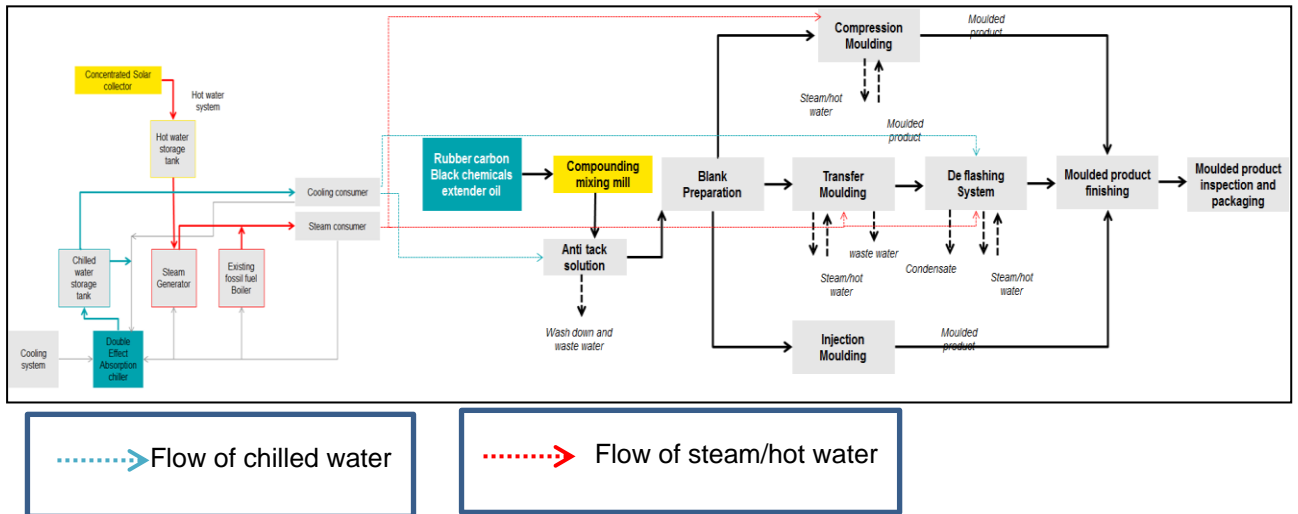 Concentrated Solar
collector
Hot water
system
Hot water
storage
tank
Cooling consumer
Steam consumer
Chilled
water
storage
tank
Steam
Generator
Existing
fossil fuel
Boiler
Cooling
system
Double
Effect
Absorption
chiller
Rubber carbon
Black chemicals
extender oil
Compounding
mixing mill
Anti tack
solution
Wash down and
waste water
Blank
Preparation
Compression
Moulding
Steam/hot
water
Moulded
product
Moulded
product
Transfer
Moulding
Steam/hot
water
waste water
De flashing
System
Condensate
Steam/hot
water
Injection
Moulding
Moulded
product
Moulded product
finishing
Moulded product
inspection and
packaging
Flow of chilled water
Flow of steam/hot water